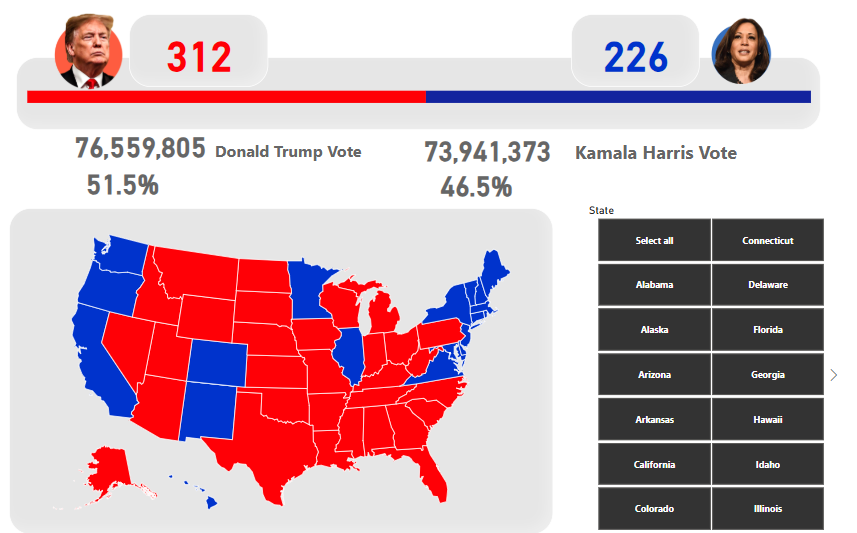 312
226
76,559,805 Donald Trump Vote
51.5%
73,941,373 Kamala Harris Vote
46.5%
State
Select all
Connecticut
Alabama
Delaware
Alaska
Florida
Arizona
Georgia
Arkansas
Hawaii
California
Idaho
Colorado
Illinois